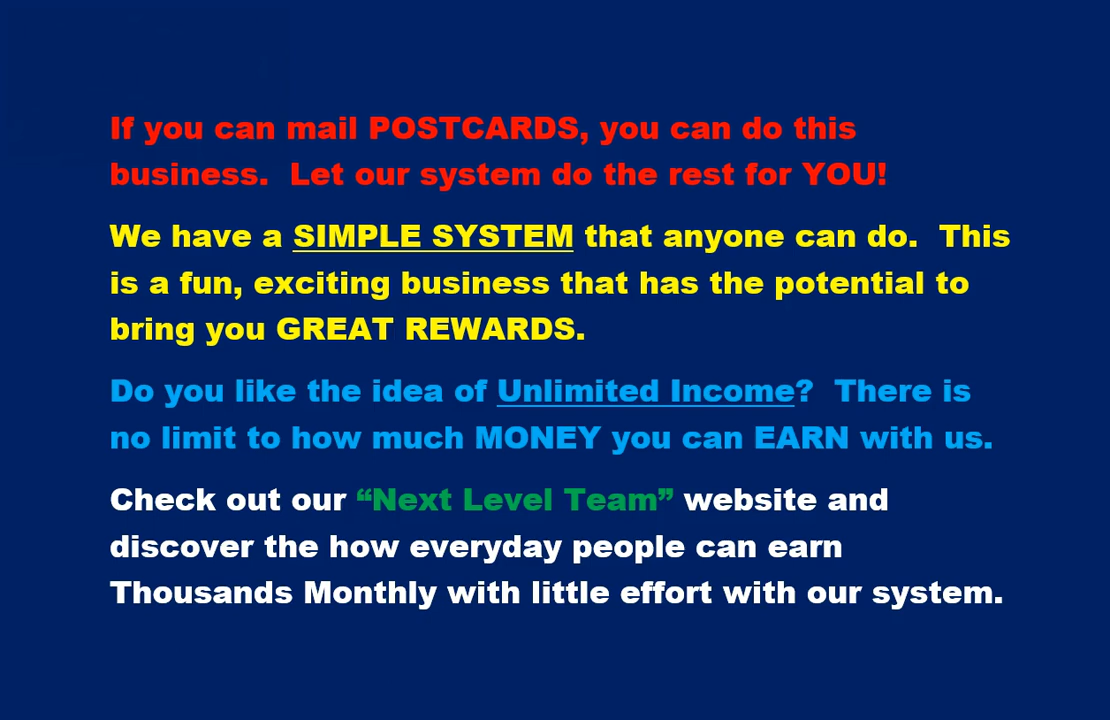 If you can mail POSTCARDS, you can do this
business.  Let our system do the rest for YOU!
We have a SIMPLE SYSTEM that anyone can do.  This
is a fun, exciting business that has the potential to
bring you GREAT REWARDS.
Do you like the idea of Unlimited Income?  There is
no limit to how much MONEY you can EARN with us.
Check out our “Next Level Team” website and
discover the how everyday people can earn
Thousands Monthly with little effort with our system.